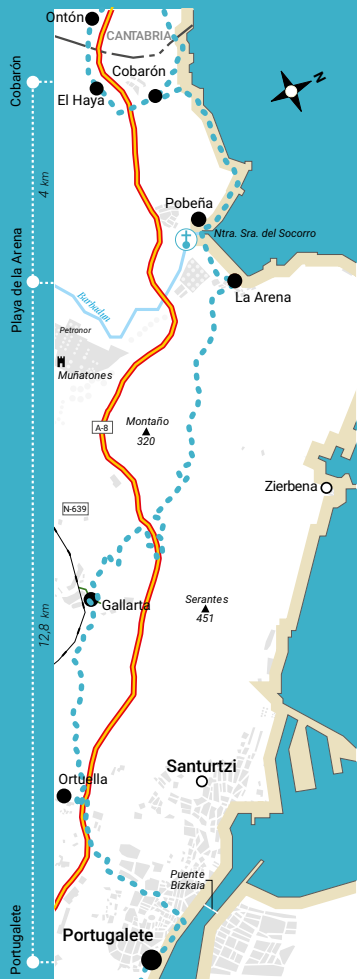 Ontón
CANTABRIA
Cobarón
Cobarón
El Haya
N
4 km
Pobeña
Ntra. Sra. del Socorro
Playa de la Arena
La Arena
Barbadun
Petronor
Muñatones
A-8
Montaño
320
Zierbena
N-639
Gallarta
Serantes
451
12,8 km
Santurtzi
Ortuella
Puente
Bizkaia
Portugalete
Portugalete